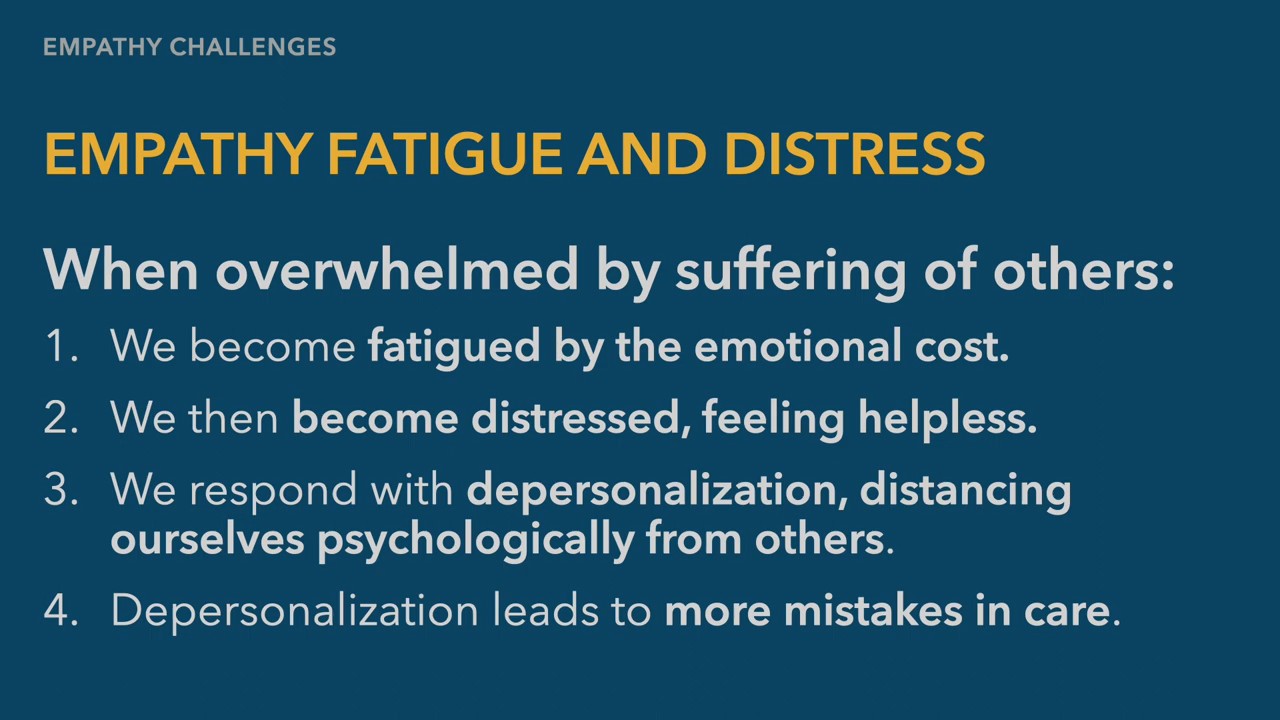 EMPATHY CHALLENGES
EMPATHY FATIGUE AND DISTRESS
When overwhelmed by suffering of others:
1. We become fatigued by the emotional cost.
2. We then become distressed, feeling helpless.
3. We respond with depersonalization, distancing
ourselves psychologically from others.
4. Depersonalization leads to more mistakes in care.